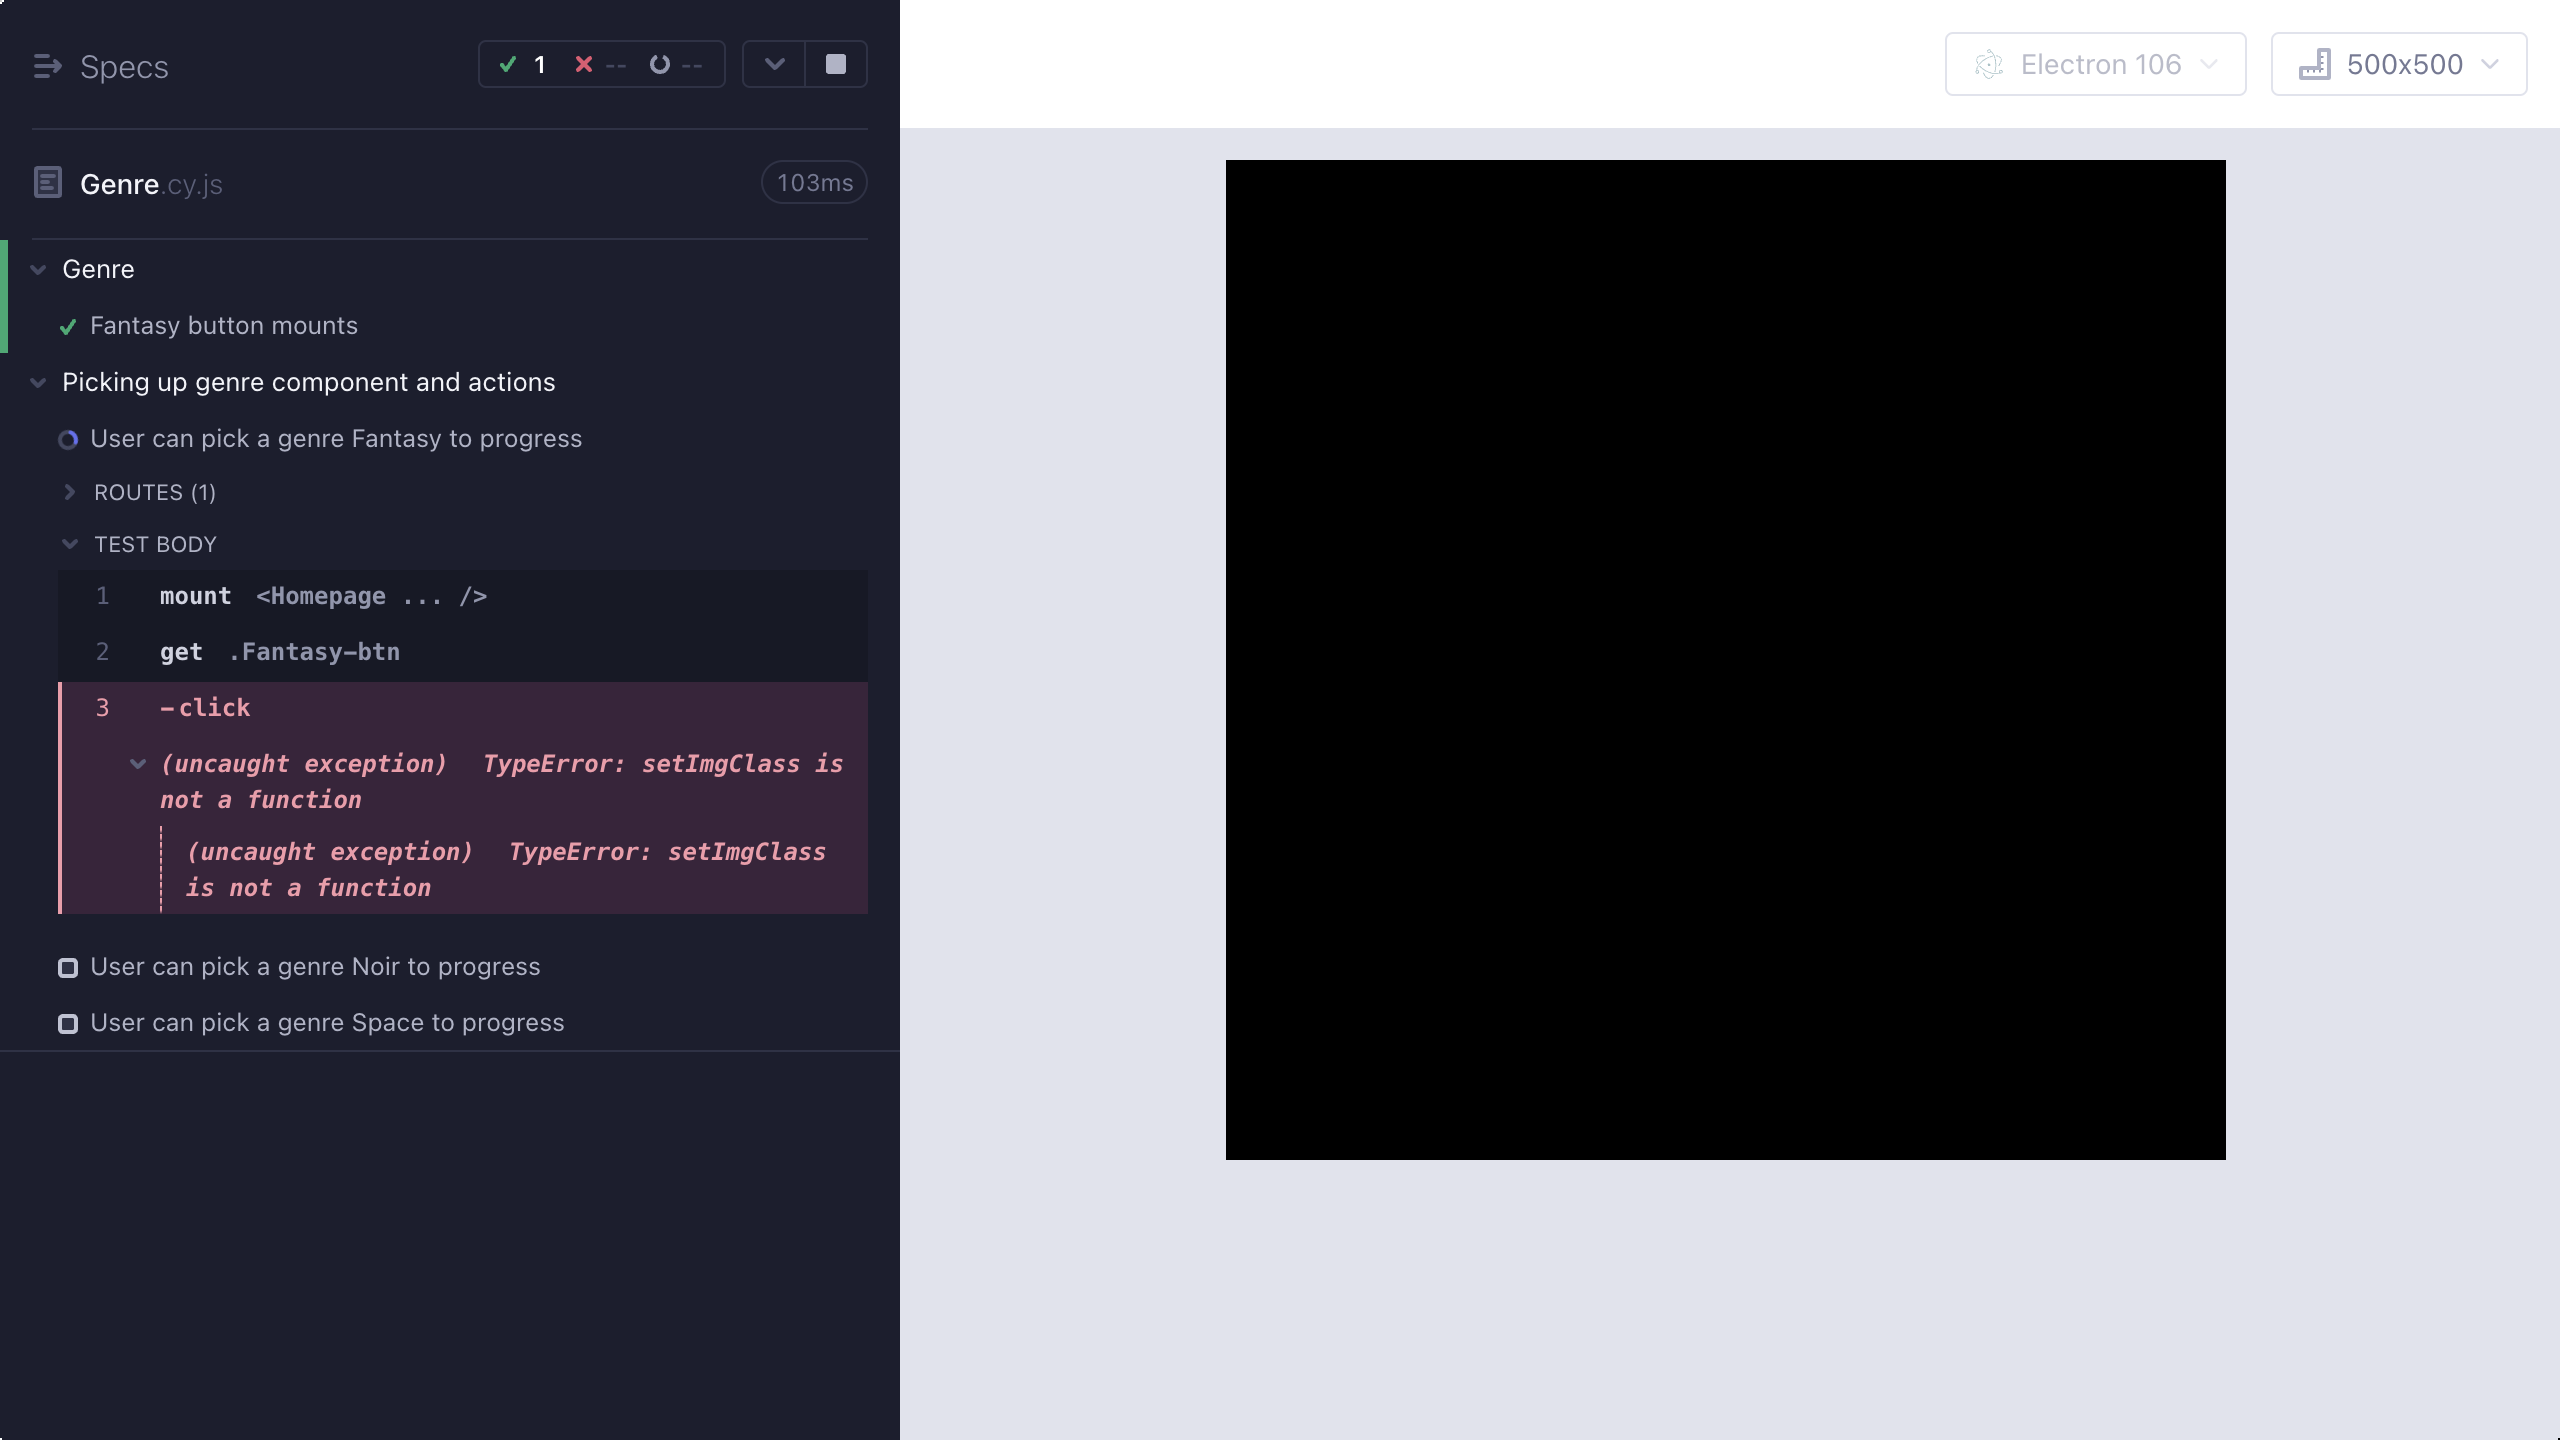 Specs
1 -- --
Electron 106
500x500
Genre.cy.js
103ms
Genre
Fantasy button mounts
Picking up genre component and actions
User can pick a genre Fantasy to progress
ROUTES (1)
TEST BODY
1 mount <Homepage ... />
2 get .Fantasy-btn
3 -click
(uncaught exception) TypeError: setImgClass is
not a function
(uncaught exception) TypeError: setImgClass
is not a function
User can pick a genre Noir to progress
User can pick a genre Space to progress